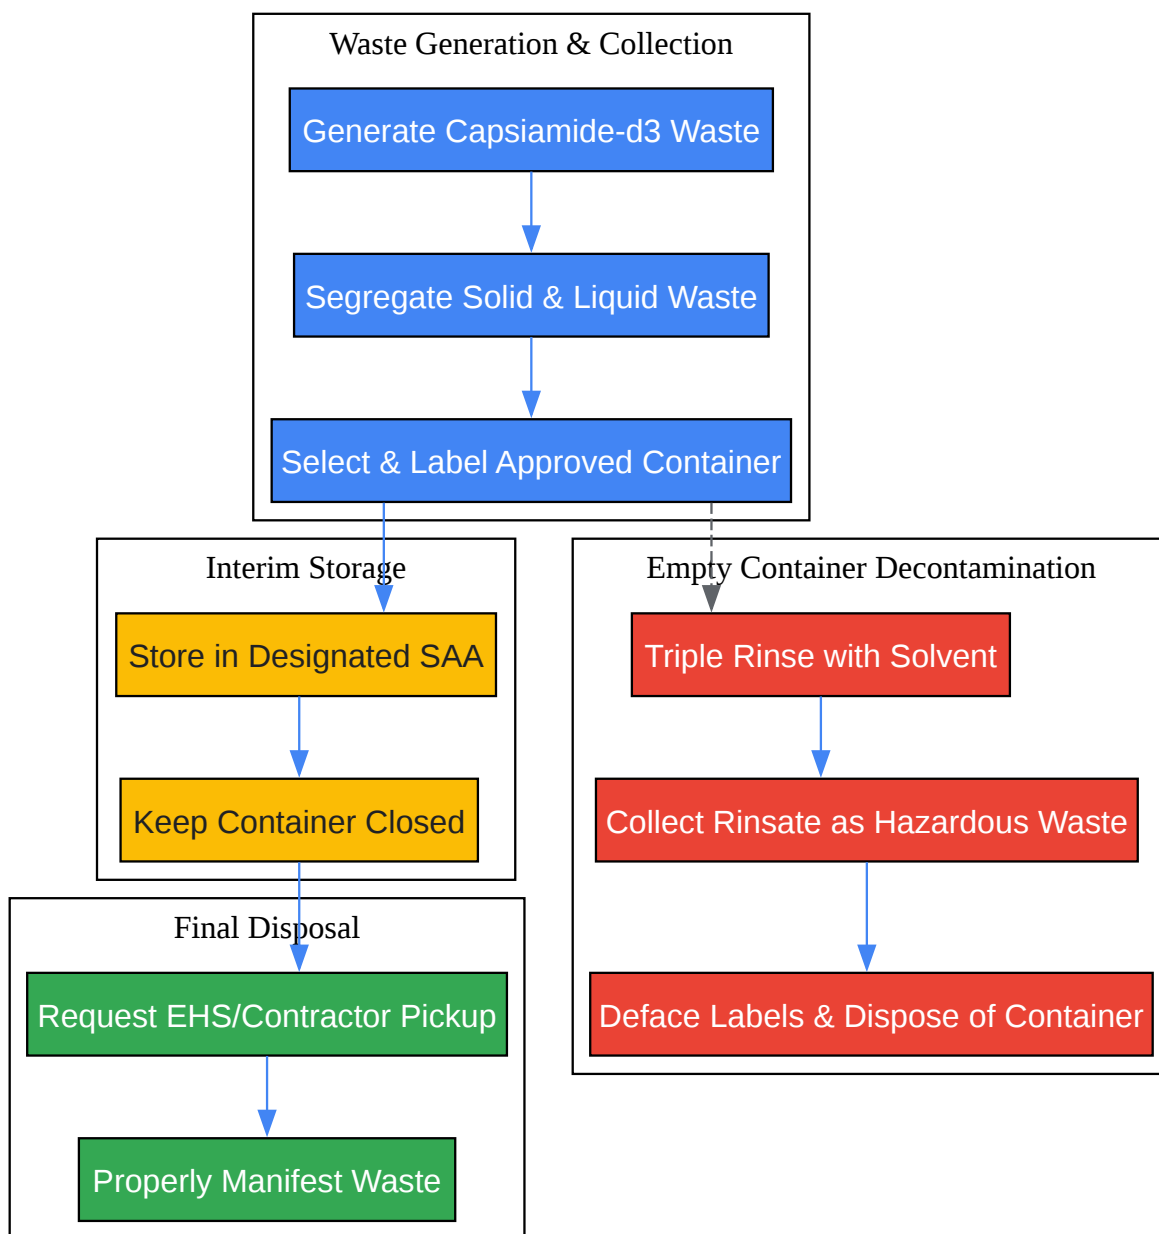 Waste Generation & Collection
Generate Capsiamide-d3 Waste
Segregate Solid & Liquid Waste
Select & Label Approved Container
Interim Storage
Store in Designated SAA
Keep Container Closed
Final Disposal
Request EHS/Contractor Pickup
Properly Manifest Waste
Empty Container Decontamination
Triple Rinse with Solvent
Collect Rinsate as Hazardous Waste
Deface Labels & Dispose of Container